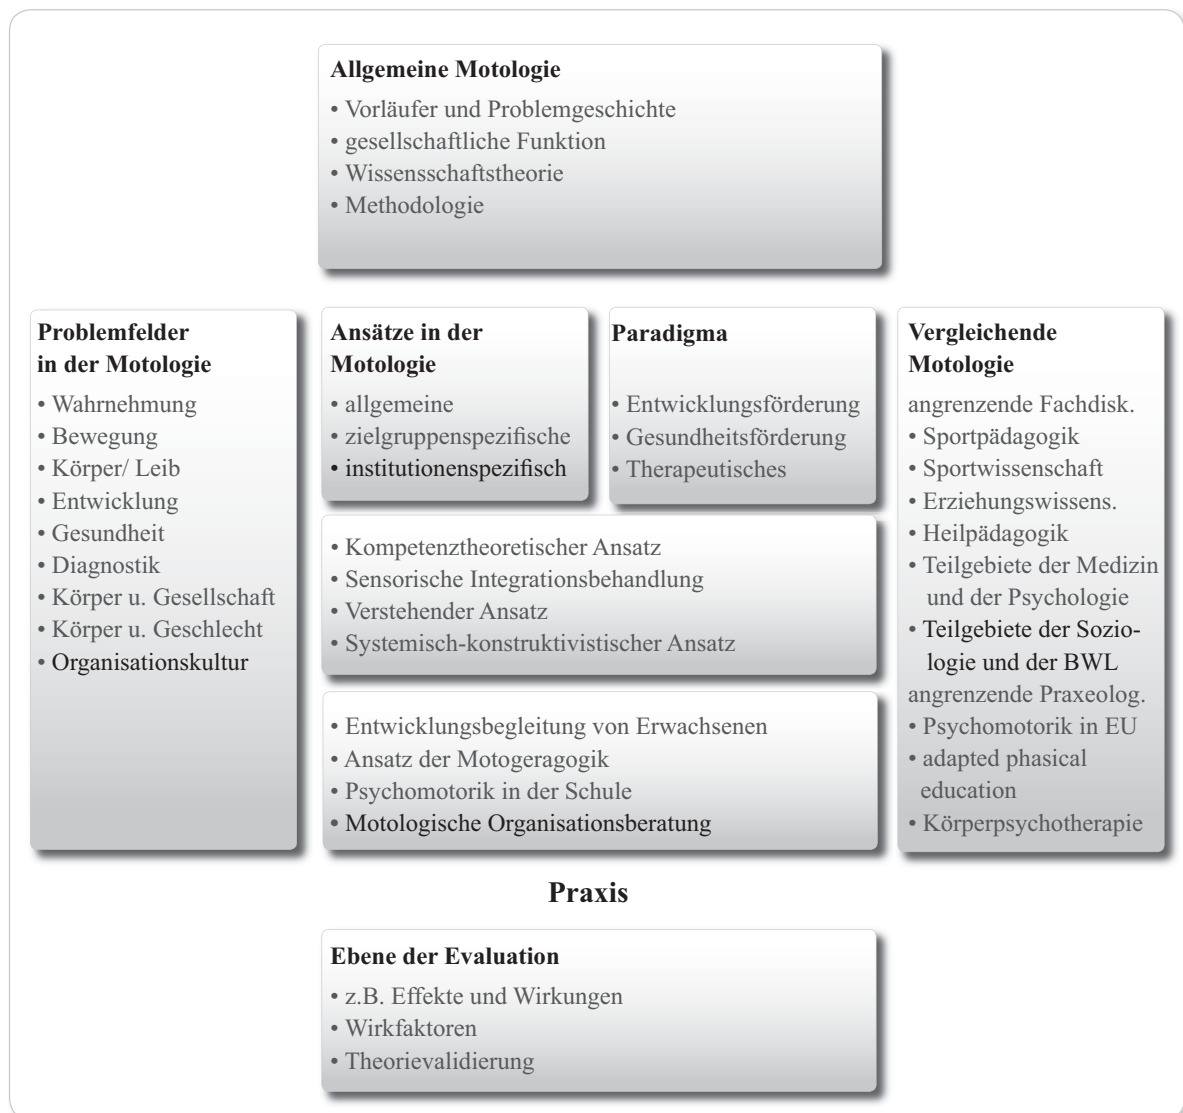 Allgemeine Motologie
• Vorläufer und Problemgeschichte
• gesellschaftliche Funktion
• Wissensschaftstheorie
• Methodologie
Problemfelder
in der Motologie
• Wahrnehmung
• Bewegung
• Körper/ Leib
• Entwicklung
• Gesundheit
• Diagnostik
• Körper u. Gesellschaft
• Körper u. Geschlecht
• Organisationskultur
Ansätze in der
Motologie
• allgemeine
• zielgruppenspezifische
• institutionenspezifisch
Paradigma
• Entwicklungsförderung
• Gesundheitsförderung
• Therapeutisches
• Kompetenztheoretischer Ansatz
• Sensorische Integrationsbehandlung
• Verstehender Ansatz
• Systemisch-konstruktivistischer Ansatz
• Entwicklungsbegleitung von Erwachsenen
• Ansatz der Motogeragogik
• Psychomotorik in der Schule
• Motologische Organisationsberatung
Vergleichende
Motologie
angrenzende Fachdisk.
• Sportpädagogik
• Sportwissenschaft
• Erziehungswissens.
• Heilpädagogik
• Teilgebiete der Medizin
und der Psychologie
• Teilgebiete der Sozio-
logie und der BWL
angrenzende Praxeolog.
• Psychomotorik in EU
• adapted phasical
education
• Körperpsychotherapie
Praxis
Ebene der Evaluation
• z.B. Effekte und Wirkungen
• Wirkfaktoren
• Theorievalidierung